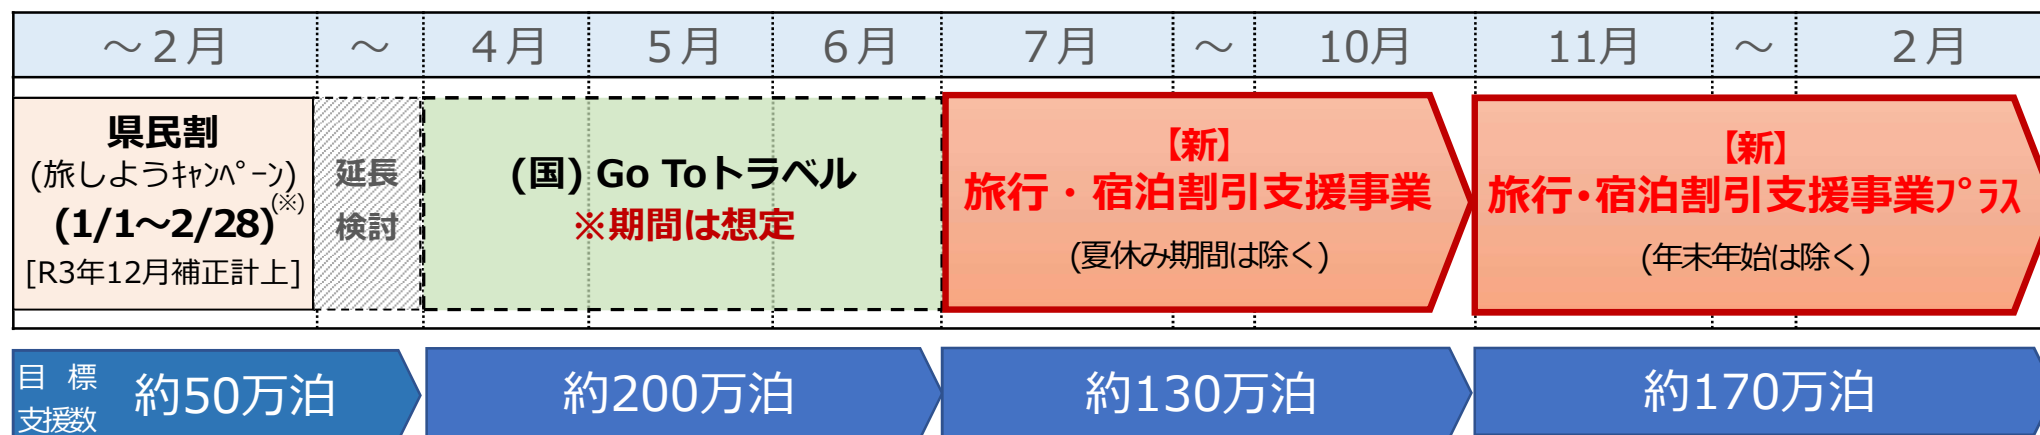 ～２月 ～ ４月 ５月 ６月 ７月 ～ 10月 11月 ～ ２月
県民割
(旅しようｷｬﾝﾍﾟｰﾝ)
(1/1～2/28)(※)
[R3年12月補正計上]
延長
検討
(国) Go Toトラベル
※期間は想定
【新】
旅行・宿泊割引支援事業
(夏休み期間は除く)
【新】
旅行・宿泊割引支援事業ﾌﾟﾗｽ
(年末年始は除く)
目 標
支援数
約50万泊
約200万泊
約130万泊
約170万泊